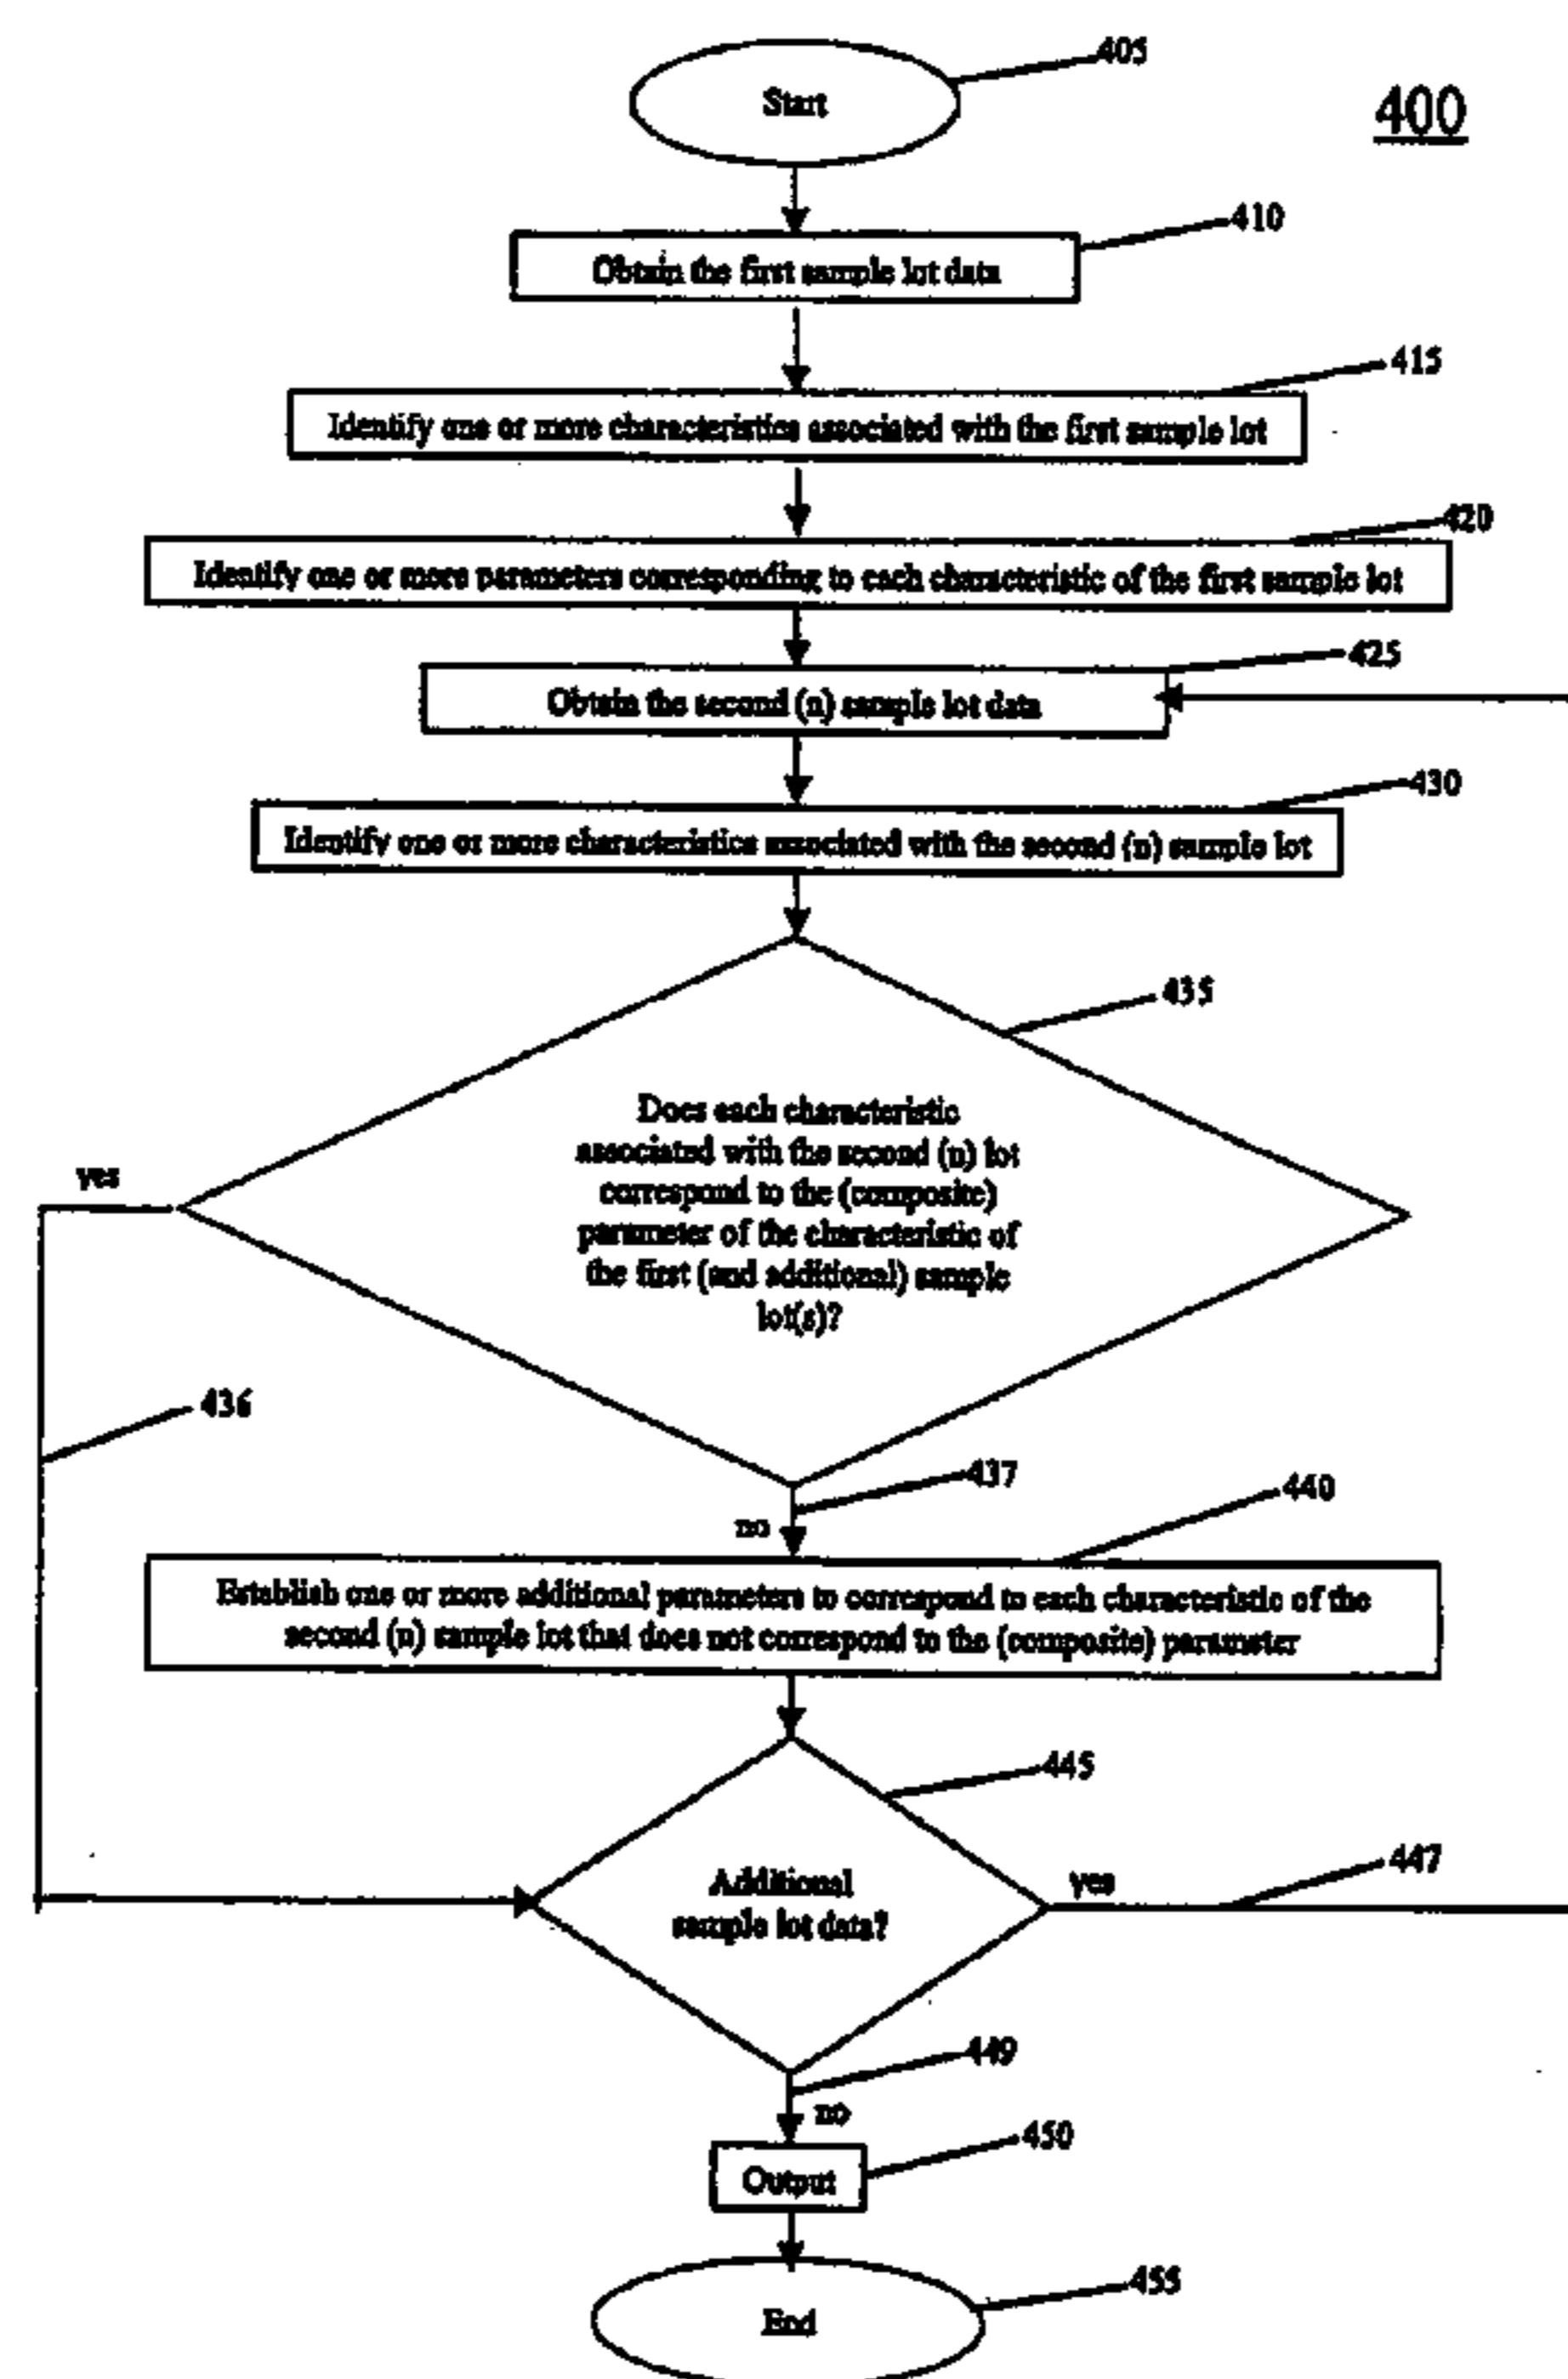 405
Start
400
410
Obtain the first sample lot data
415
Identify one or more characteristics associated with the first sample lot
420
Identify one or more parameters corresponding to each characteristic of the first sample lot
425
Obtain the second (n) sample lot data
430
Identify one or more characteristics associated with the second (n) sample lot
435
Does each characteristic
associated with the second (n) lot
correspond to the (composite)
parameter of the characteristic of
the first (and additional) sample
lot(s)?
yes
436
437
no
440
Establish one or more additional parameters to correspond to each characteristic of the
second (n) sample lot that does not correspond to the (composite) parameter
445
Additional
sample lot data?
yes
447
449
no
450
Output
455
End